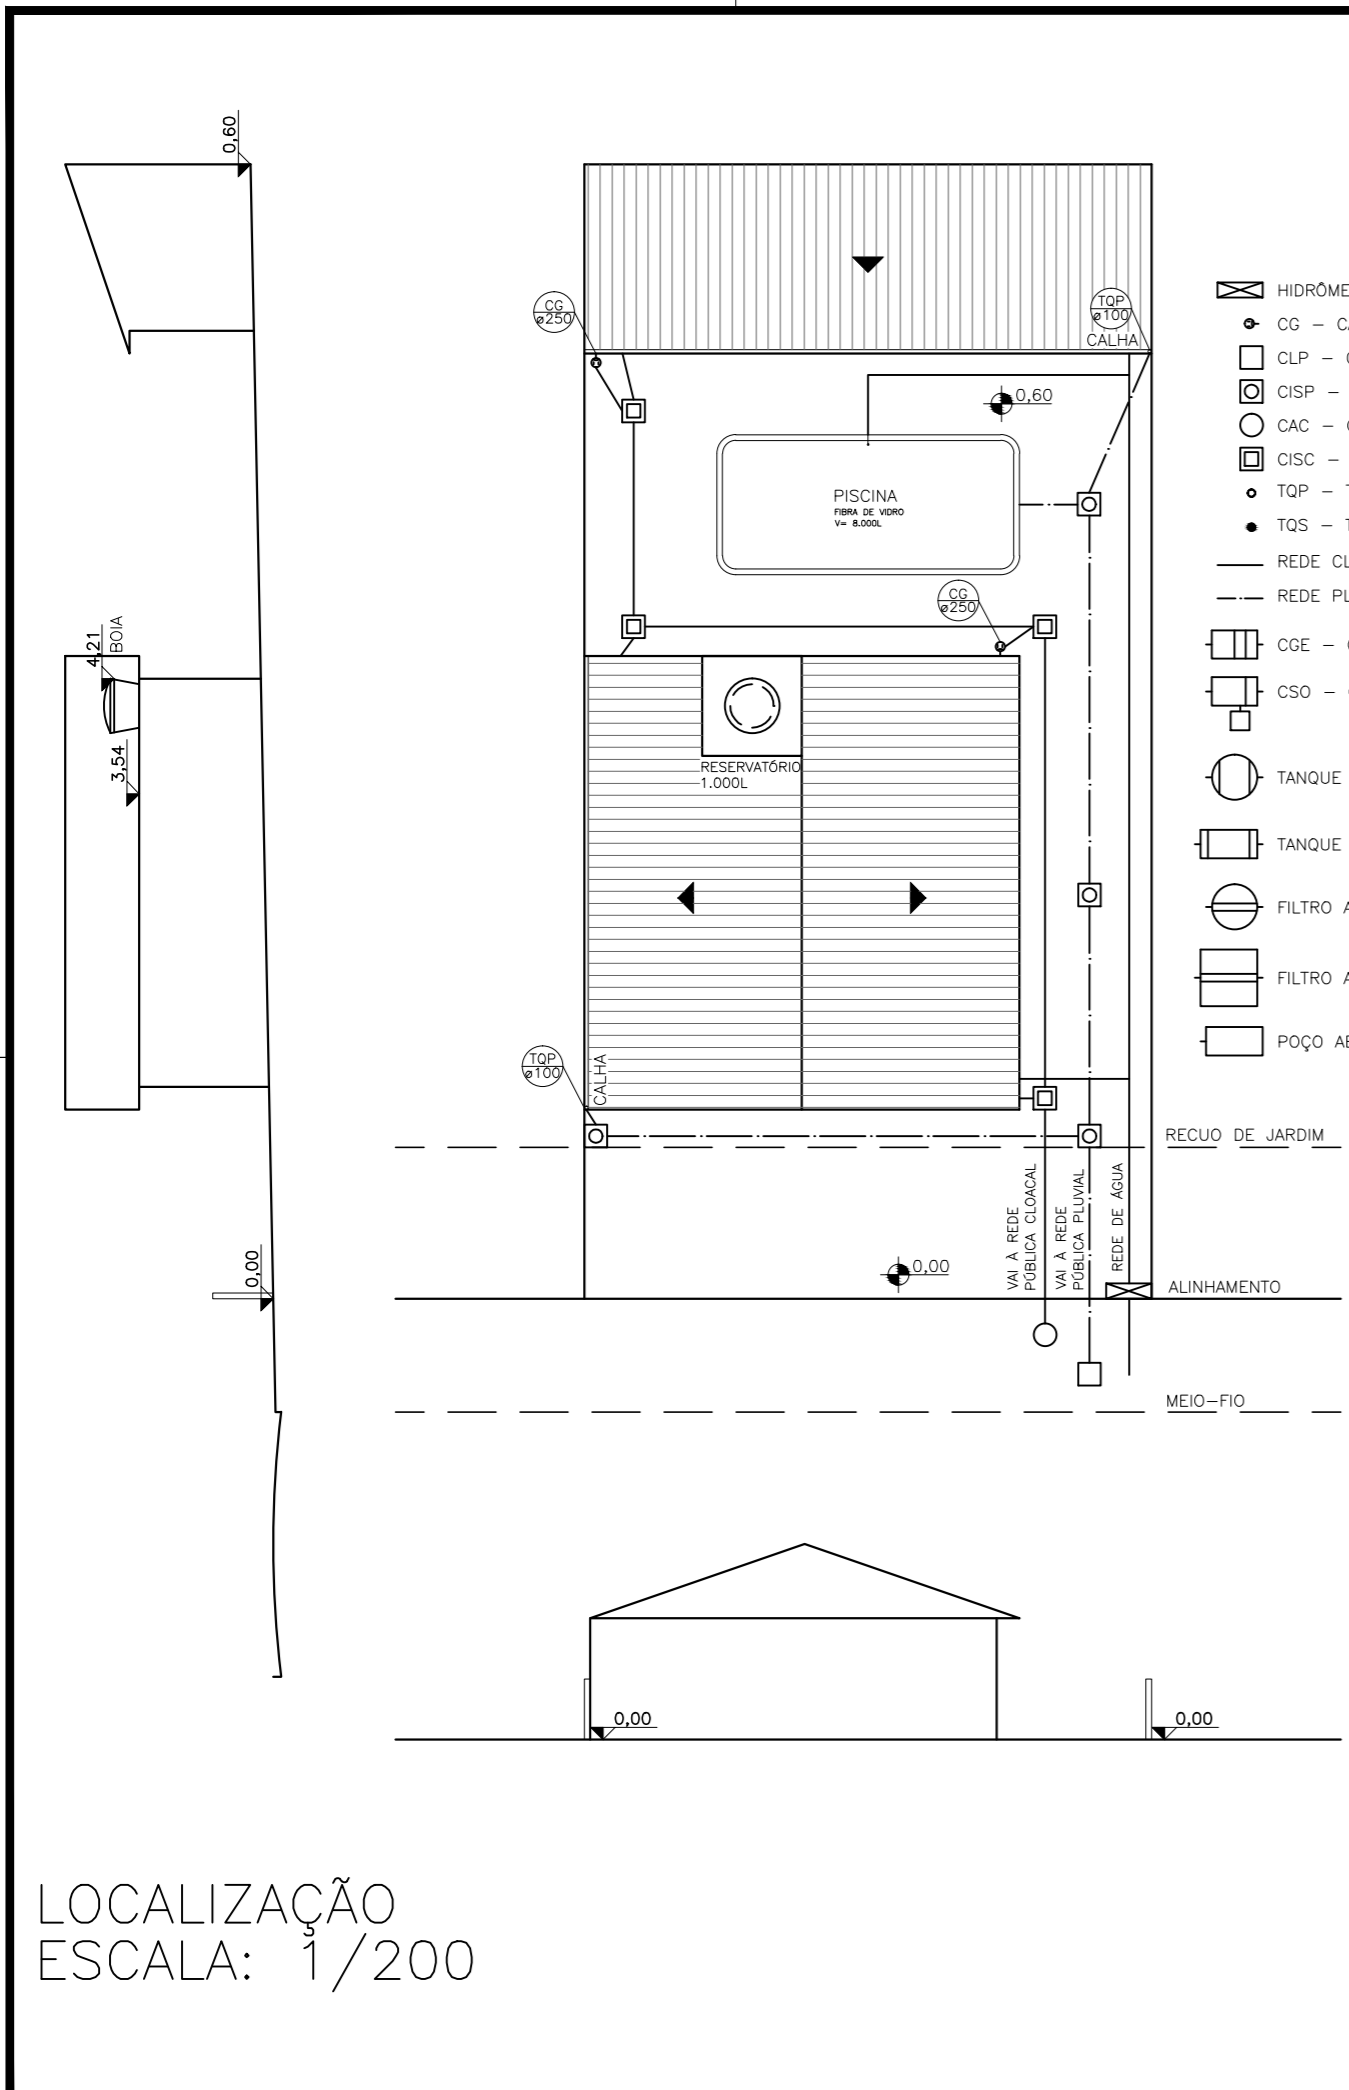 0,60
CG
ø250
TQP
ø100
CALHA
0,60
PISCINA
FIBRA DE VIDRO
V= 8.000L
CG
ø250
4,21
BOIA
3,54
RESERVATÓRIO
1.000L
TQP
ø100
CALHA
RECUO DE JARDIM
VAI À REDE
PÚBLICA CLOACAL
VAI À REDE
PÚBLICA PLUVIAL
REDE DE ÁGUA
0,00
0,00
ALINHAMENTO
MEIO-FIO
0,00
0,00
HIDRÔME
CG - CA
CLP - C
CISP -
CAC - C
CISC -
TQP - T
TQS - T
REDE CL
REDE PL
CGE - C
CSO - C
TANQUE
TANQUE
FILTRO A
FILTRO A
POÇO AB
LOCALIZAÇÃO
ESCALA: 1/200